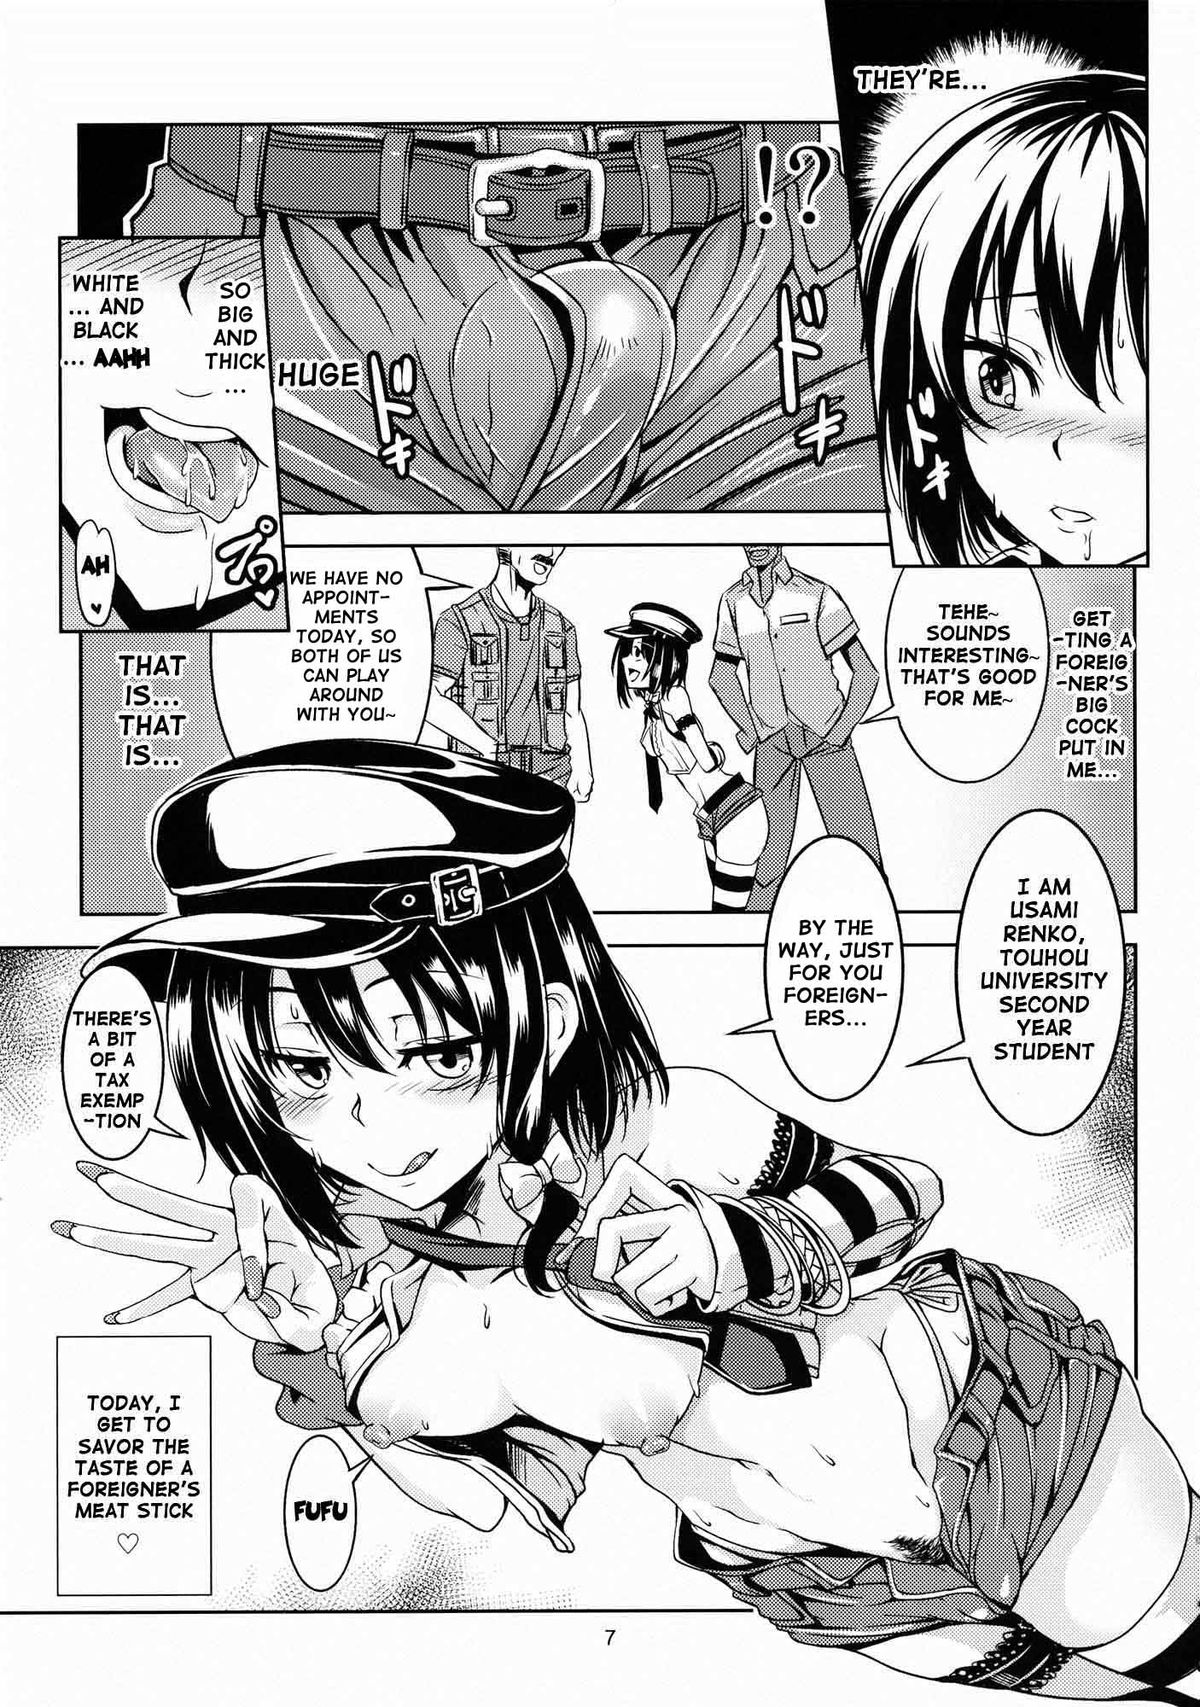 THEY'RE...
!?
HUGE
ドキ
ドキ
ドキ
SO
BIG
AND
THICK
...
WHITE
... AND
BLACK
... AAHH
AH
♥
GET
-TING A
FOREIG-
-NER'S
BIG
COCK
PUT IN
ME...
TEHE~
SOUNDS
INTERESTING~
THAT'S GOOD
FOR ME~
WE HAVE NO
APPOINT-
MENTS
TODAY, SO
BOTH OF US
CAN PLAY
AROUND
WITH YOU~
THAT
IS...
THAT
IS...
I AM
USAMI
RENKO,
TOUHOU
UNIVERSITY
SECOND
YEAR
STUDENT
BY THE
WAY, JUST
FOR YOU
FOREIGN-
ERS...
THERE'S
A BIT
OF A
TAX
EXEMP
-TION
FUFU
TODAY, I
GET TO
SAVOR THE
TASTE OF A
FOREIGNER'S
MEAT STICK
♡
7